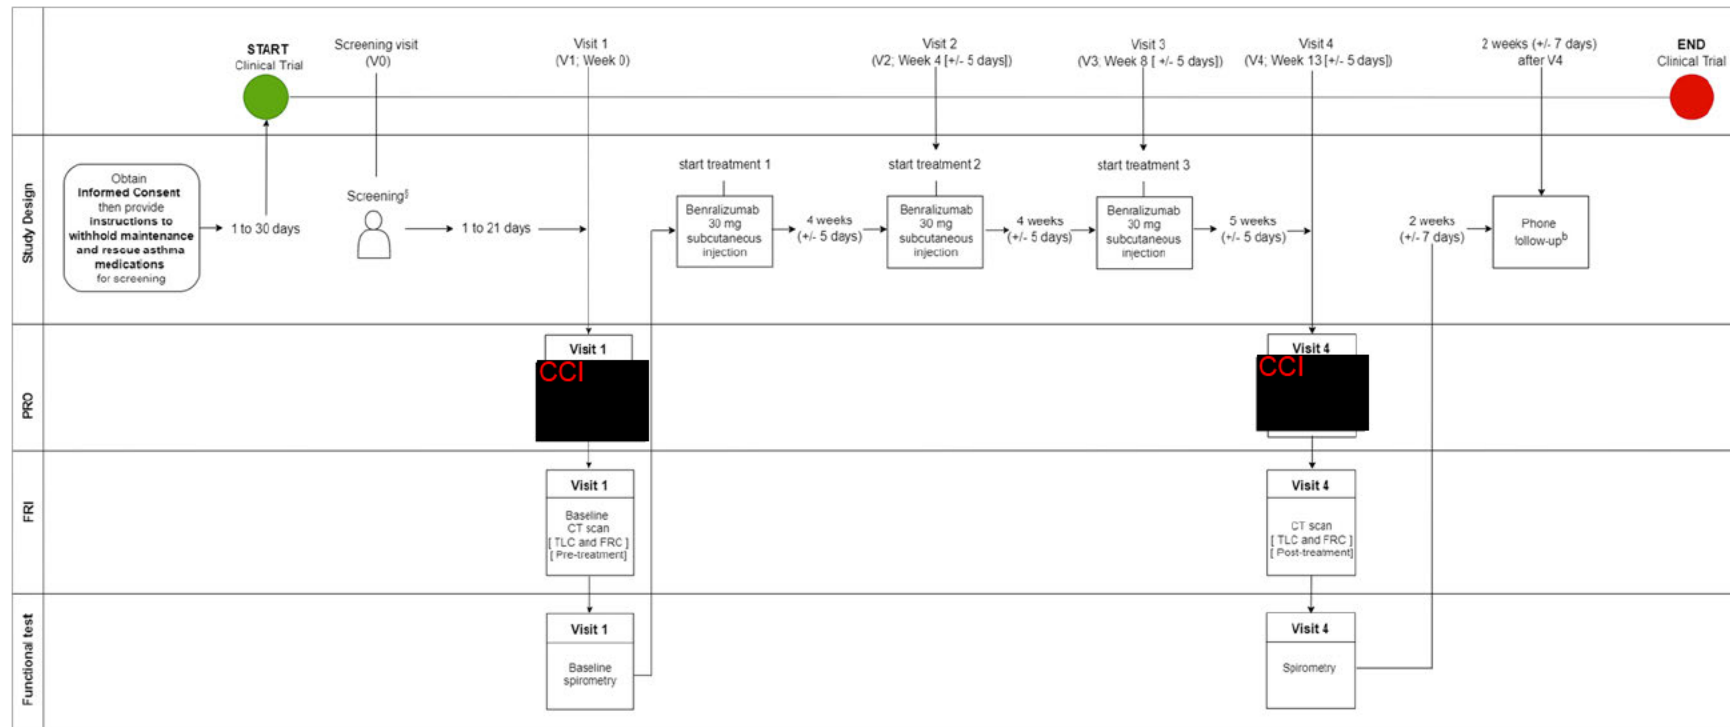 START
Clinical Trial
Screening visit
(V0)
Visit 1
(V1; Week 0)
Visit 2
(V2; Week 4 [+/- 5 days])
Visit 3
(V3; Week 8 [ +/- 5 days])
Visit 4
(V4; Week 13 [+/- 5 days])
2 weeks (+/- 7 days)
after V4
END
Clinical Trial
Study Design
Obtain
Informed Consent
then provide
instructions to
withhold maintenance
and rescue asthma
medications
for screening
1 to 30 days
Screening§
1 to 21 days
start treatment 1
Benralizumab
30 mg
subcutaneous
injection
4 weeks
(+/- 5 days)
start treatment 2
Benralizumab
30 mg
subcutaneous
injection
4 weeks
(+/- 5 days)
start treatment 3
Benralizumab
30 mg
subcutaneous
injection
5 weeks
(+/- 5 days)
2 weeks
(+/- 7 days)
Phone
follow-upb
PRO
Visit 1
CCI
Visit 4
CCI
FRI
Visit 1
Baseline
CT scan
[ TLC and FRC ]
[ Pre-treatment]
Visit 4
CT scan
[ TLC and FRC ]
[ Post-treatment]
Functional test
Visit 1
Baseline
spirometry
Visit 4
Spirometry